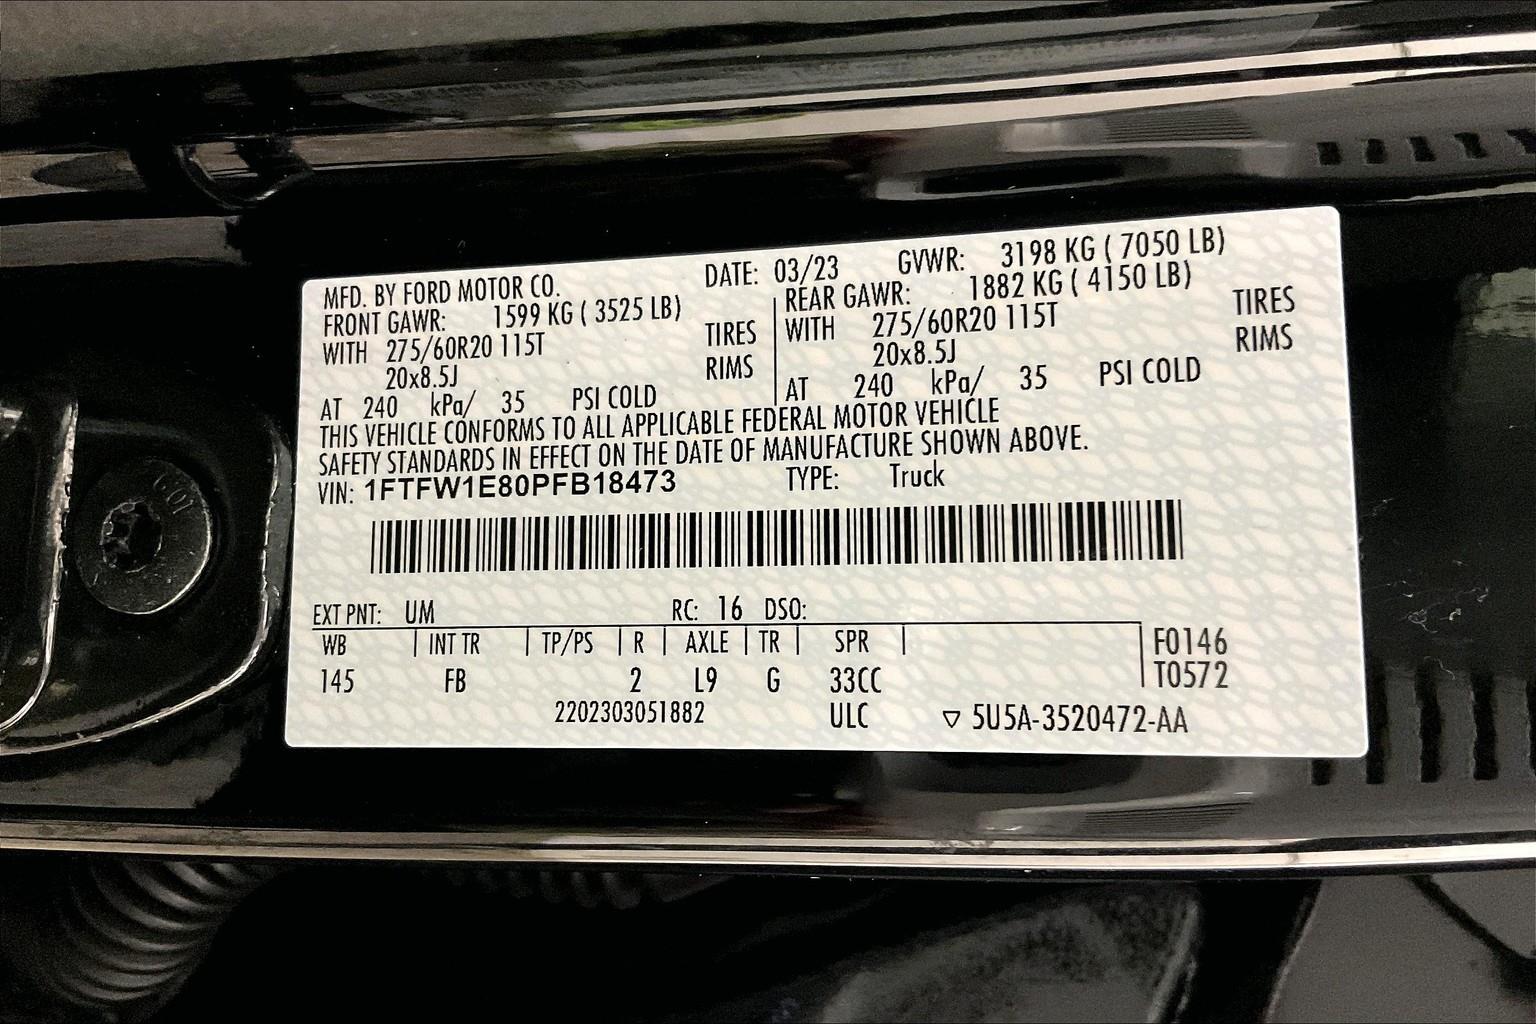 MFD. BY FORD MOTOR CO. DATE: 03/23 GVWR: 3198 KG ( 7050 LB)
FRONT GAWR: 1599 KG ( 3525 LB) REAR GAWR: 1882 KG ( 4150 LB)
WITH 275/60R20 115T TIRES WITH 275/60R20 115T TIRES
20x8.5J RIMS 20x8.5J RIMS
AT 240 kPa/ 35 PSI COLD AT 240 kPa/ 35 PSI COLD
THIS VEHICLE CONFORMS TO ALL APPLICABLE FEDERAL MOTOR VEHICLE
SAFETY STANDARDS IN EFFECT ON THE DATE OF MANUFACTURE SHOWN ABOVE.
VIN: 1FTFW1E80PFB18473 TYPE: Truck
EXT PNT: UM RC: 16 DSO:
WB INT TR TP/PS R AXLE TR SPR F0146
145 FB 2 L9 G 33CC T0572
2202303051882 ULC ▽ 5U5A-3520472-AA